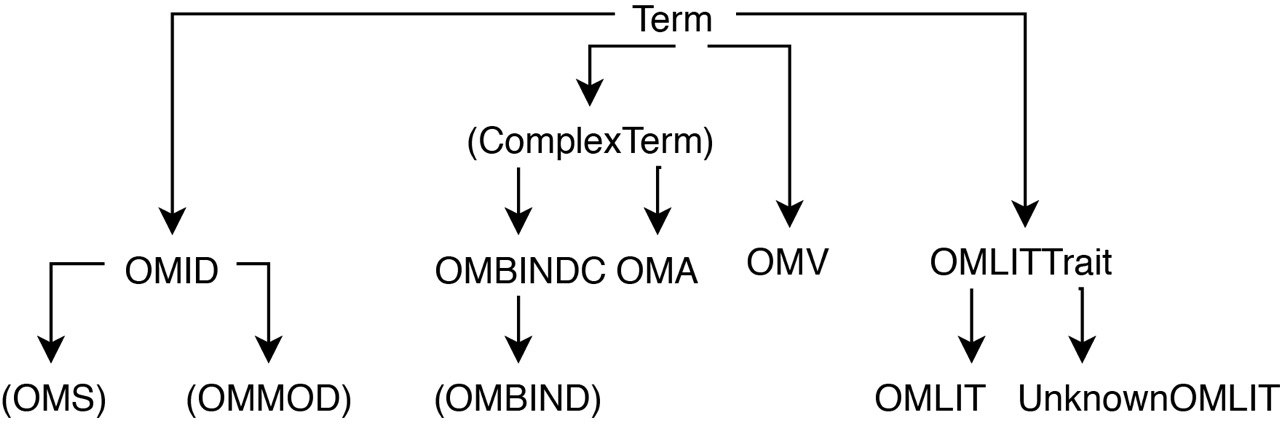 Term
(ComplexTerm)
OMID
OMBINDC OMA
OMV
OMLITTrait
(OMS)
(OMMOD)
(OMBIND)
OMLIT
UnknownOMLIT